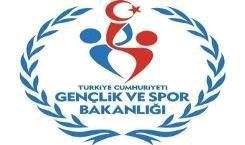 TÜRKİYE CUMHURİYETİ
GENÇLİK VE SPOR
BAKANLIĞI